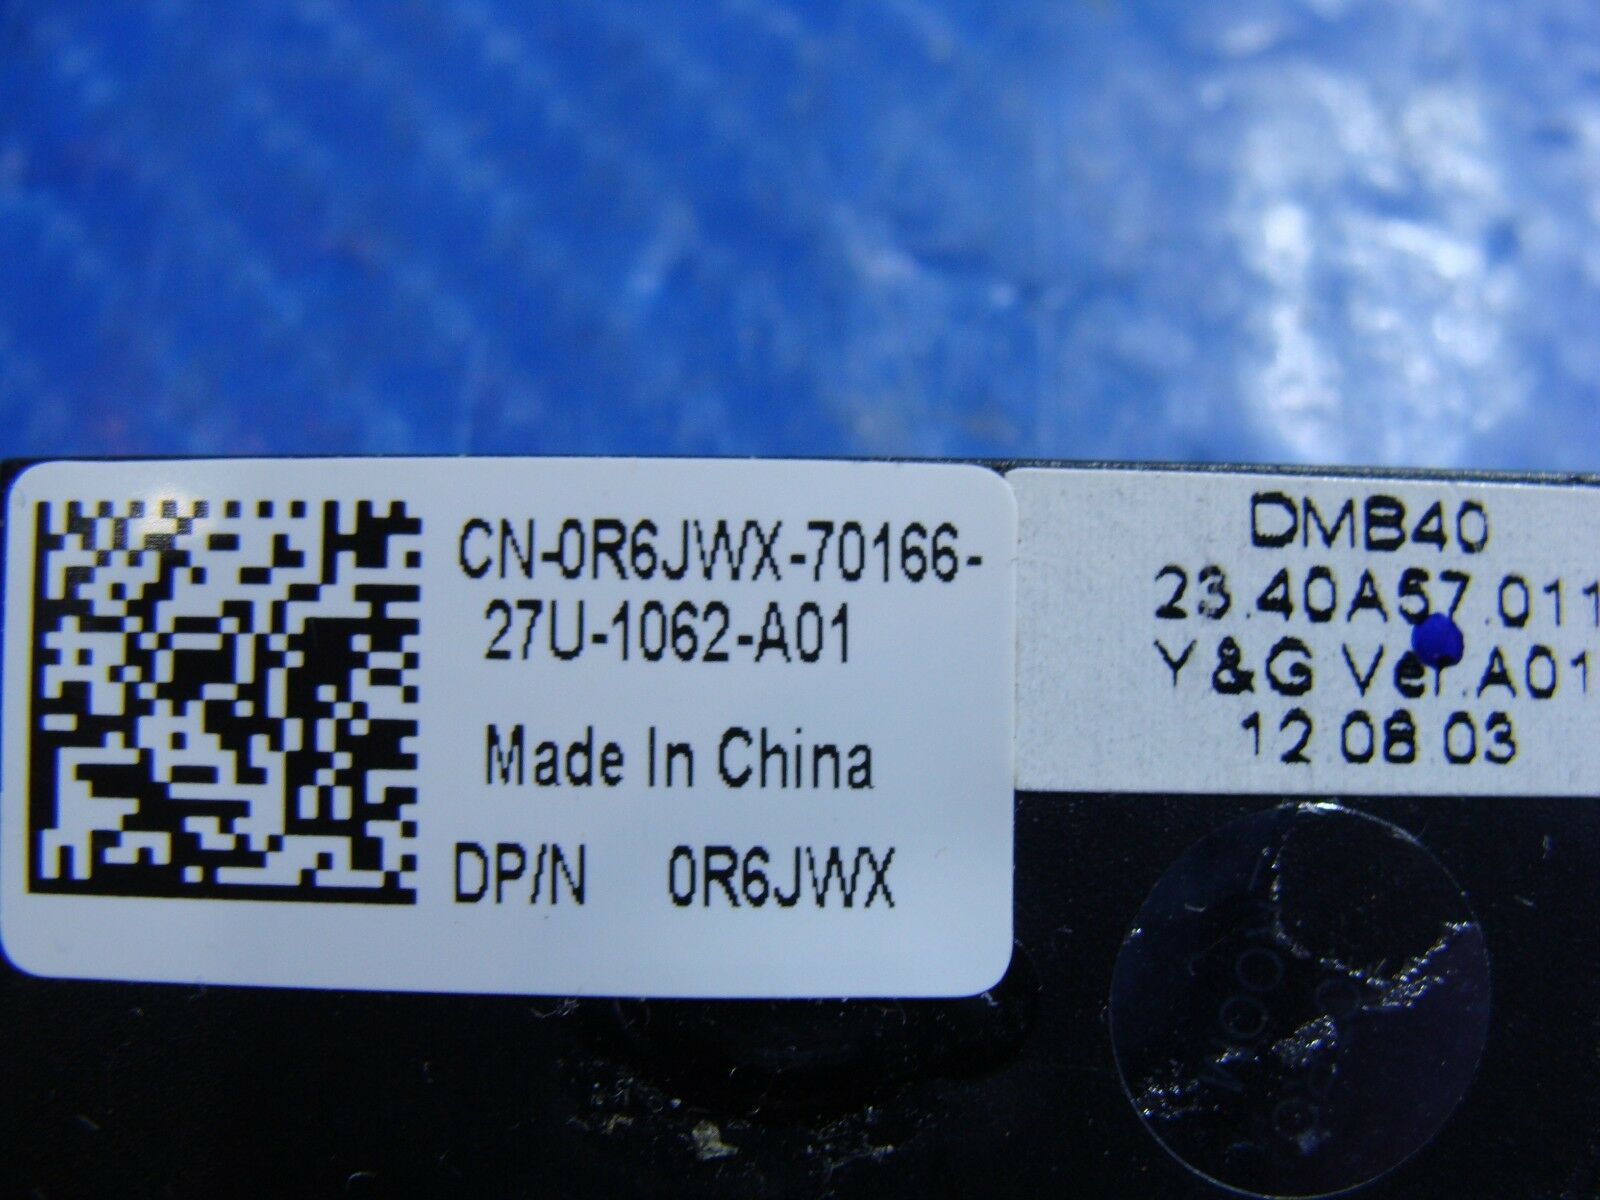 CN-0R6JWX-70166-
27U-1062-A01
Made In China
DP/N 0R6JWX
DMB40
23.40A57.011
Y&G Ver.A01
12.08.03